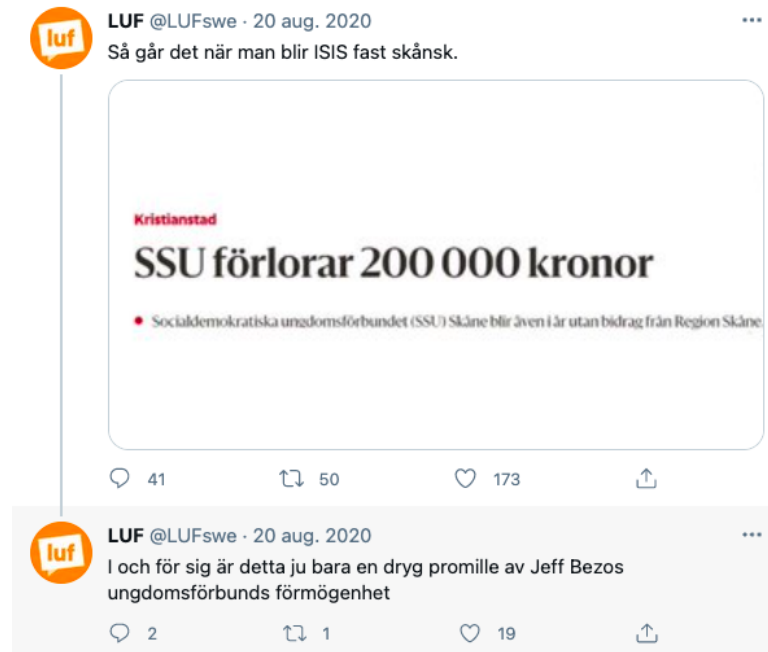 luf
LUF @LUFswe · 20 aug. 2020
Så går det när man blir ISIS fast skånsk.
Kristianstad
SSU förlorar 200 000 kronor
• Socialdemokratiska ungdomsförbundet (SSU) Skåne blir även i år utan bidrag från Region Skåne.
41 50 173
luf
LUF @LUFswe · 20 aug. 2020
I och för sig är detta ju bara en dryg promille av Jeff Bezos
ungdomsförbunds förmögenhet
2 1 19